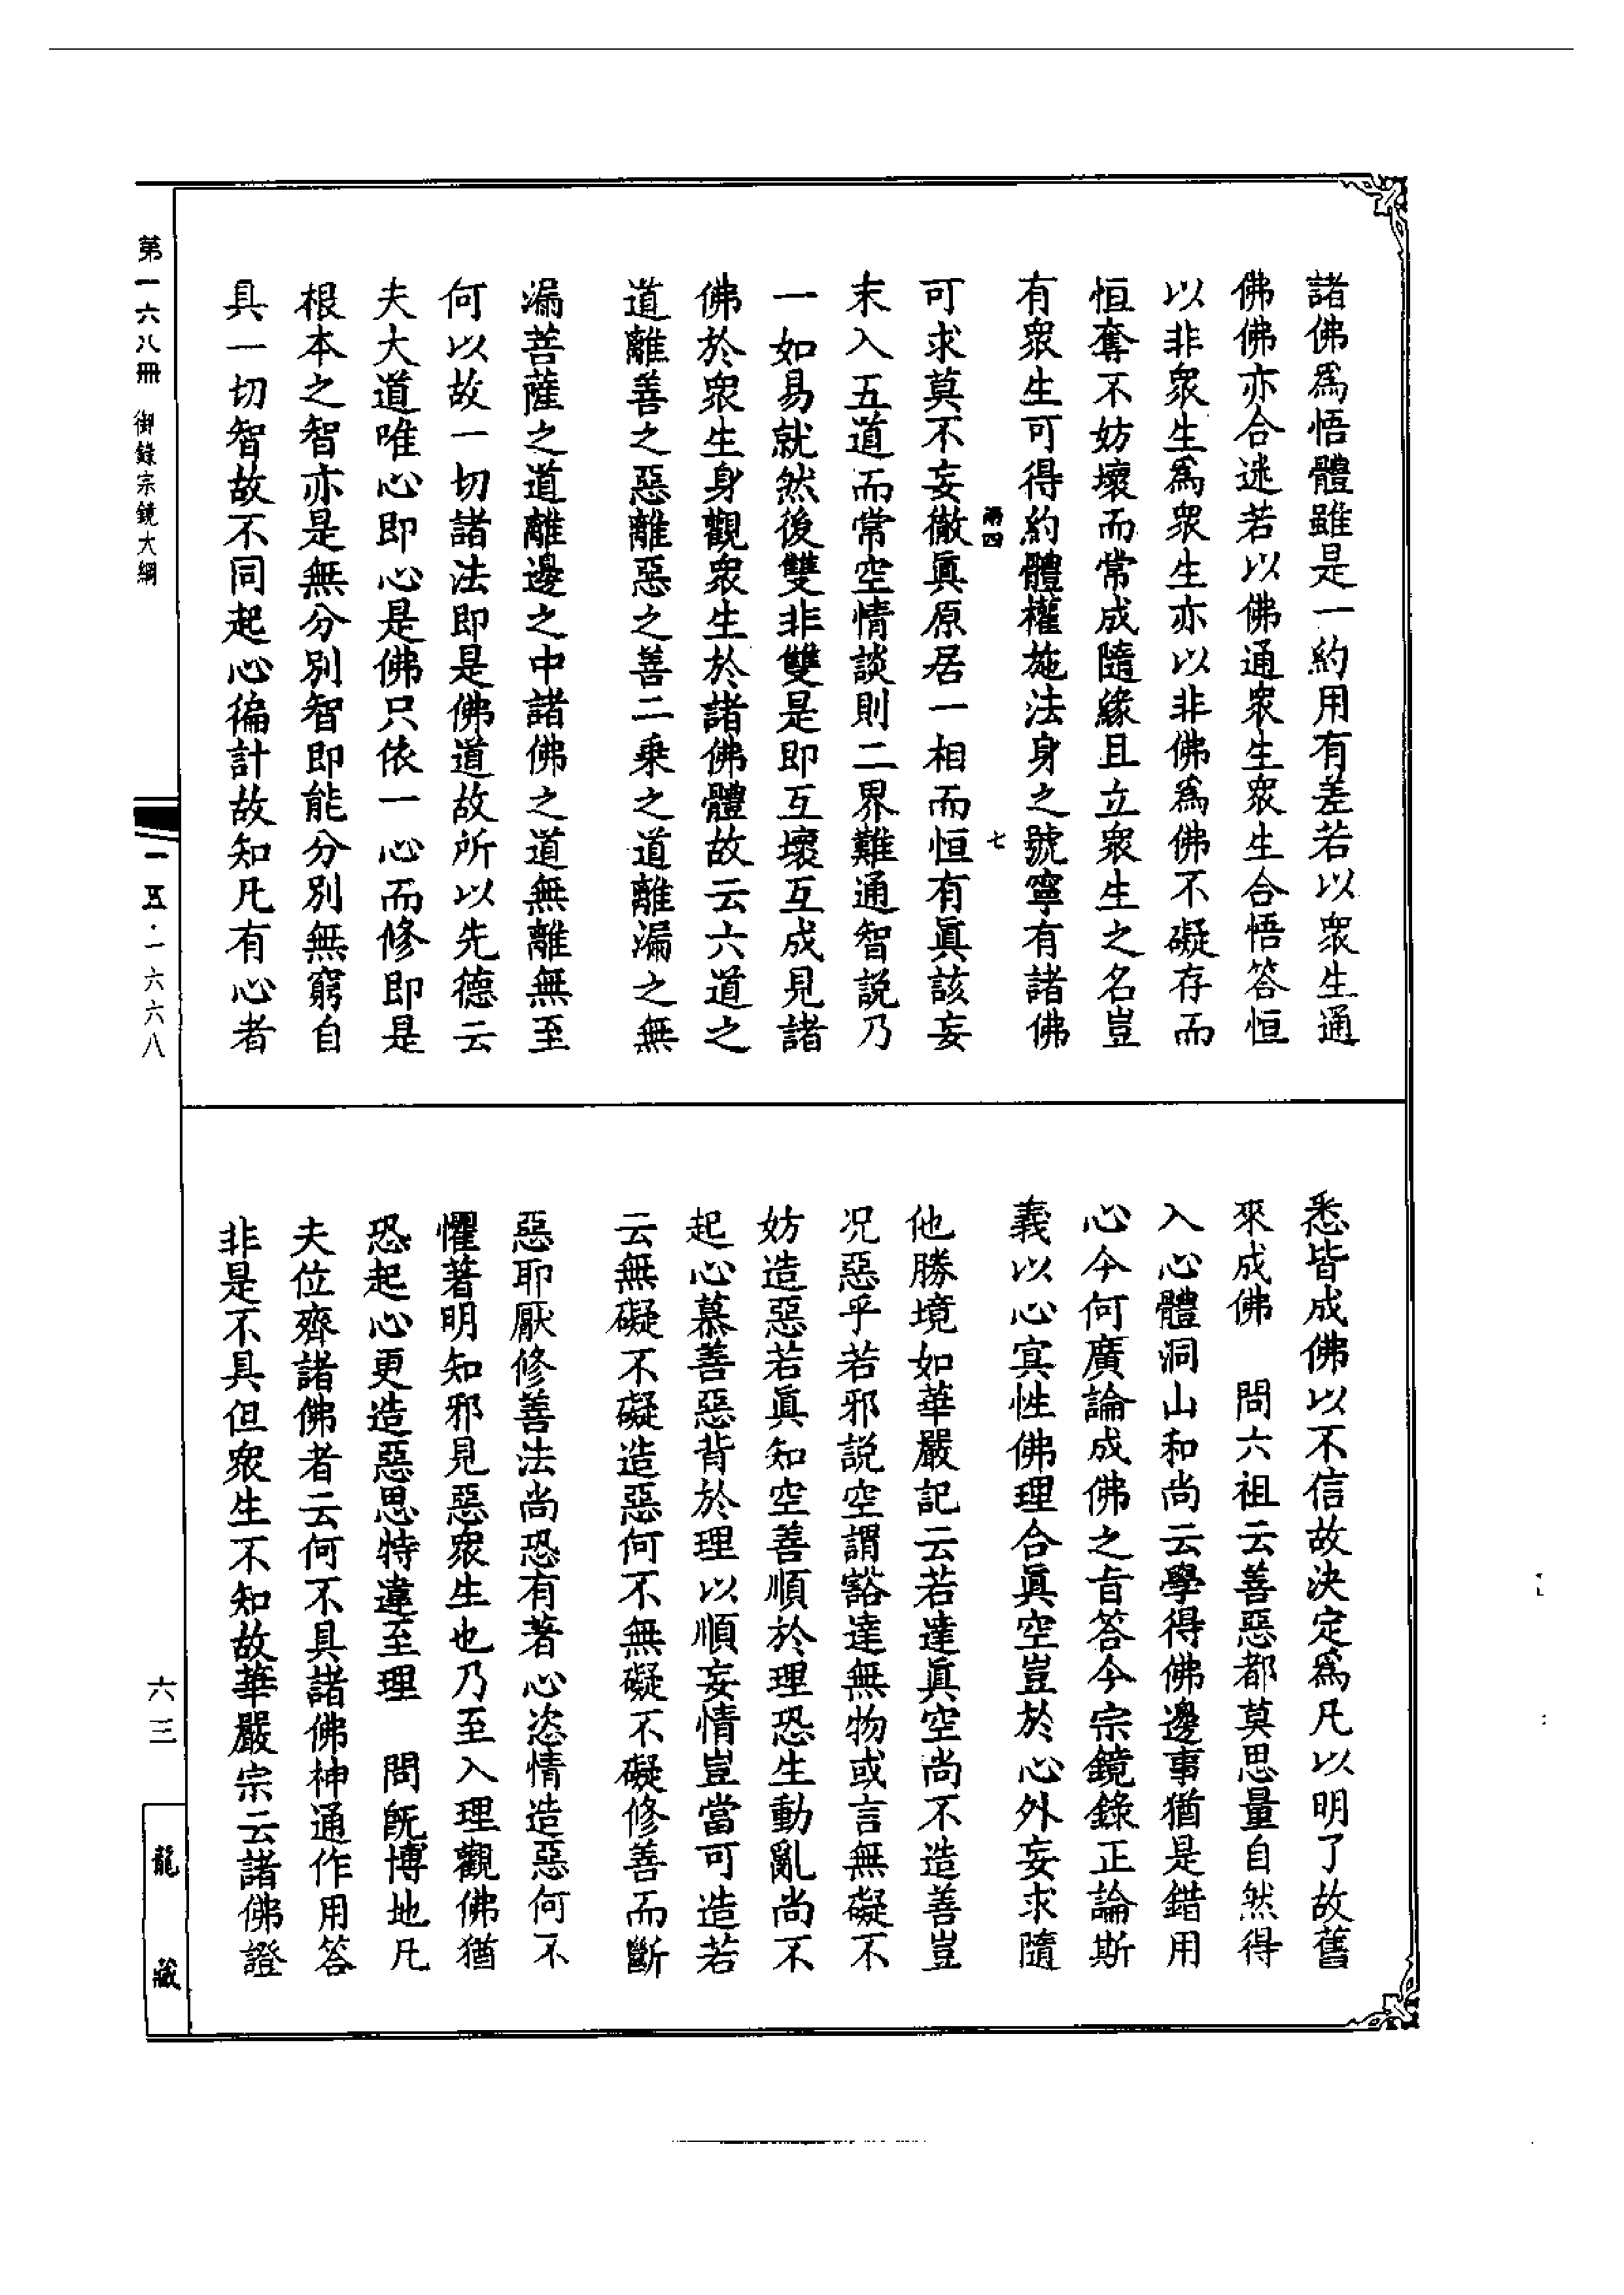 諸佛爲悟體雖是一約用有差若以衆生通
佛佛亦合迷若以佛通衆生衆生合悟答恒
以非衆生爲衆生亦以非佛爲佛不礙存而
恒奪不妨壞而常成隨緣且立衆生之名豈
有衆生可得約體權施法身之號寧有諸佛
兩四 七
可求莫不妄徹眞原居一相而恒有眞該妄
末入五道而常空情談則二界難通智説乃
一如易就然後雙非雙是即互壞互成見諸
佛於衆生身觀衆生於諸佛體故云六道之
道離善之惡離惡之善二乘之道離漏之無
漏菩薩之道離邊之中諸佛之道無離無至
何以故一切諸法即是佛道故所以先德云
夫大道唯心即心是佛只依一心而修即是
根本之智亦是無分別智即能分別無窮自
具一切智故不同起心徧計故知凡有心者
悉皆成佛以不信故決定爲凡以明了故舊
來成佛　問六祖云善惡都莫思量自然得
入心體洞山和尚云學得佛邊事猶是錯用
心今何廣論成佛之旨答今宗鏡錄正論斯
義以心冥性佛理合眞空豈於心外妄求隨
他勝境如華嚴記云若達眞空尚不造善豈
况惡乎若邪説空謂豁達無物或言無礙不
妨造惡若眞知空善順於理恐生動亂尚不
起心慕善惡背於理以順妄情豈當可造若
云無礙不礙造惡何不無礙不礙修善而斷
惡耶厭修善法尚恐有著心恣情造惡何不
懼著明知邪見惡衆生也乃至入理觀佛猶
恐起心更造惡思特違至理　問旣博地凡
夫位齊諸佛者云何不具諸佛神通作用答
非是不具但衆生不知故華嚴宗云諸佛證
第一六八冊 御錄宗鏡大綱
一五·一六六八
六三
龍藏